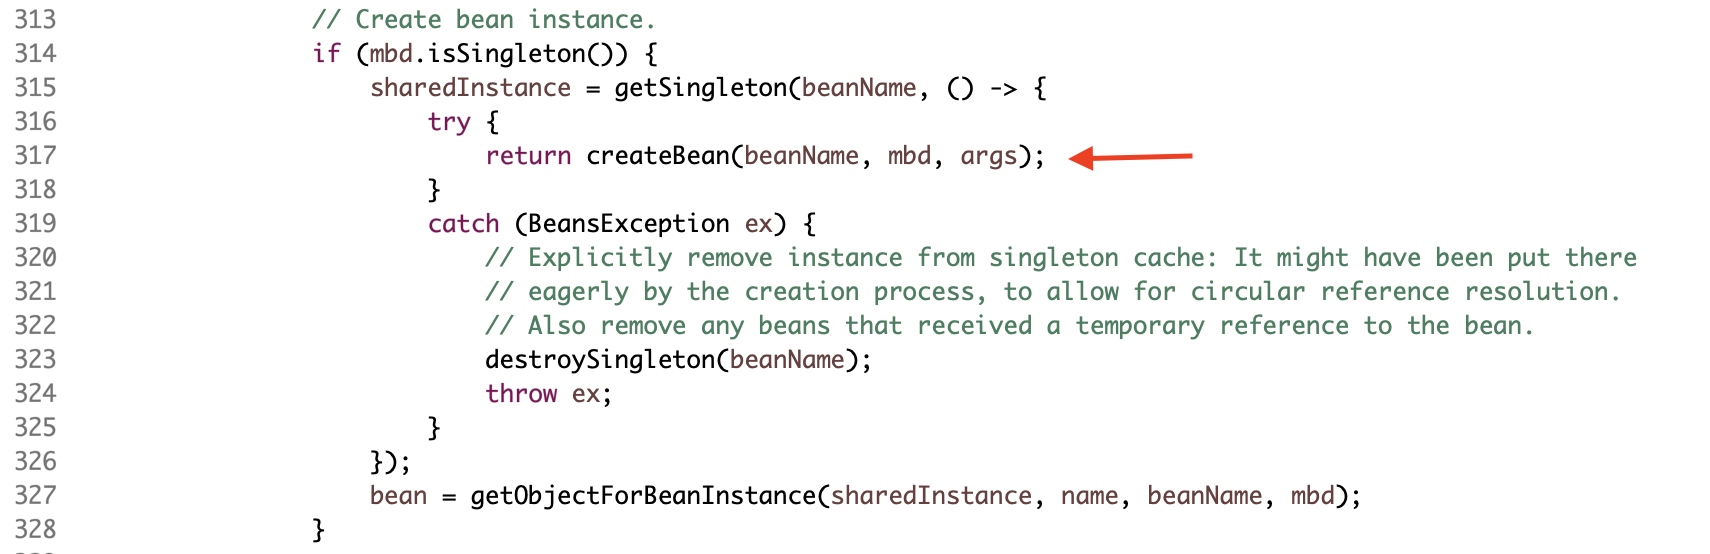 313 // Create bean instance.
314 if (mbd.isSingleton()) {
315 sharedInstance = getSingleton(beanName, () -> {
316 try {
317 return createBean(beanName, mbd, args);
318 }
319 catch (BeansException ex) {
320 // Explicitly remove instance from singleton cache: It might have been put there
321 // eagerly by the creation process, to allow for circular reference resolution.
322 // Also remove any beans that received a temporary reference to the bean.
323 destroySingleton(beanName);
324 throw ex;
325 }
326 });
327 bean = getObjectForBeanInstance(sharedInstance, name, beanName, mbd);
328 }